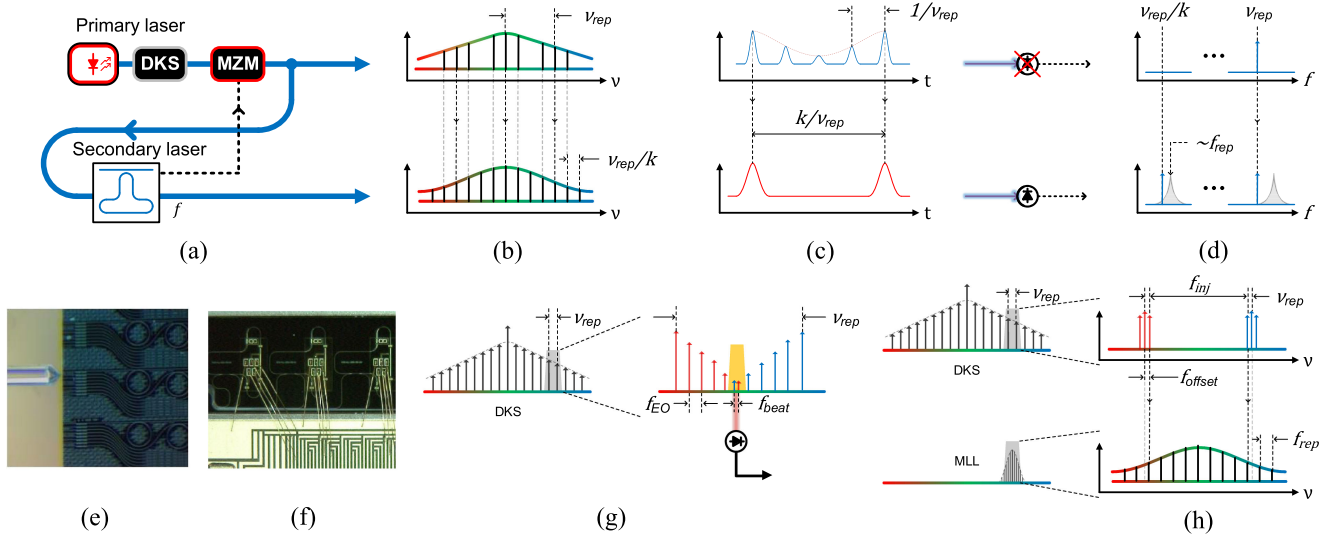 Primary laser
DKS
MZM
Secondary laser
f
(a)
ν_rep
ν
ν_rep/k
ν
(b)
1/ν_rep
t
k/ν_rep
t
(c)
ν_rep/k
ν_rep
f
~f_rep
f
(d)
(e)
(f)
ν_rep
DKS
ν_rep
f_EO
f_beat
(g)
ν_rep
DKS
f_inj
ν_rep
ν
f_offset
MLL
f_rep
ν
(h)